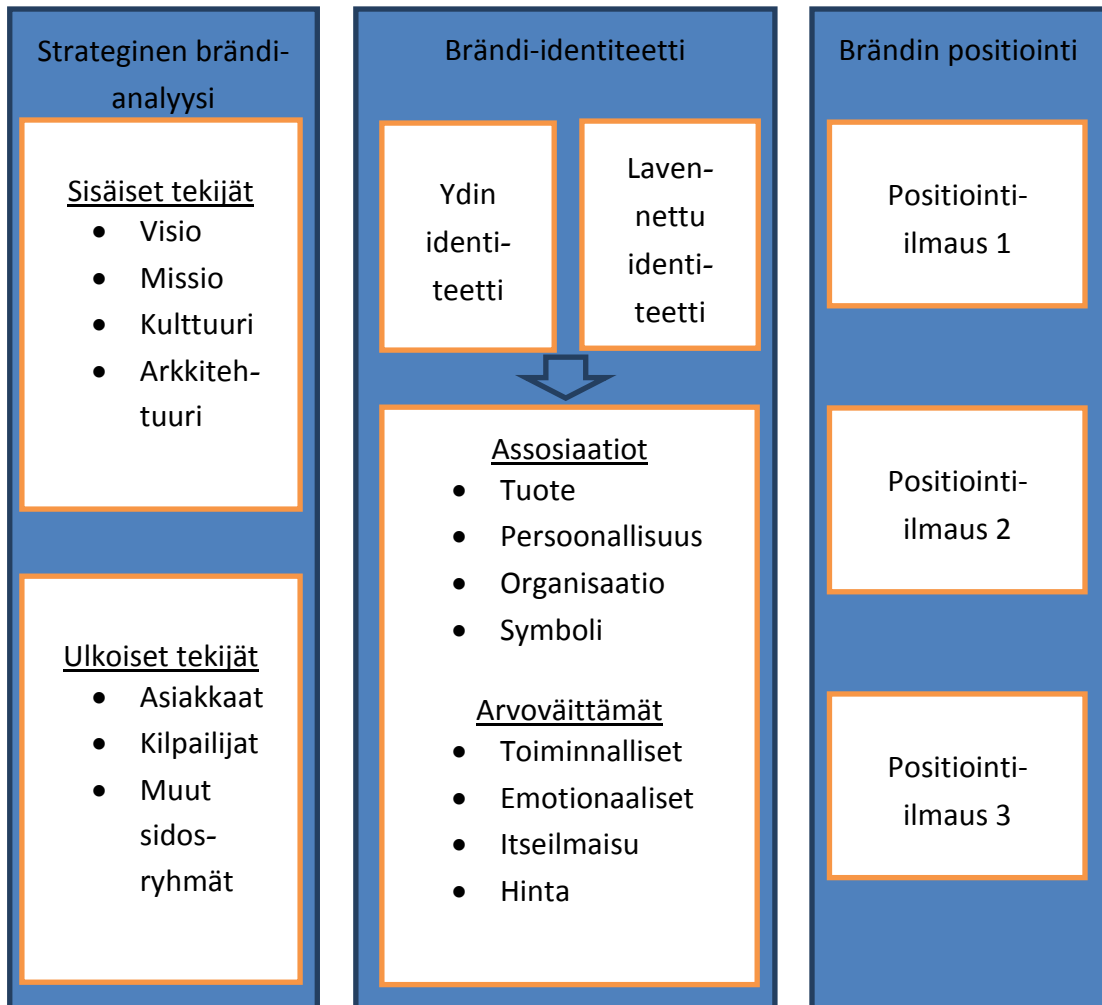 Strateginen brändi-
analyysi
Sisäiset tekijät
• Visio
• Missio
• Kulttuuri
• Arkkiteh-
tuuri
Ulkoiset tekijät
• Asiakkaat
• Kilpailijat
• Muut
sidos-
ryhmät
Brändi-identiteetti
Ydin
identi-
teetti
Laven-
nettu
identi-
teetti
Assosiaatiot
• Tuote
• Persoonallisuus
• Organisaatio
• Symboli
Arvoväittämät
• Toiminnalliset
• Emotionaaliset
• Itseilmaisu
• Hinta
Brändin positiointi
Positiointi-
ilmaus 1
Positiointi-
ilmaus 2
Positiointi-
ilmaus 3